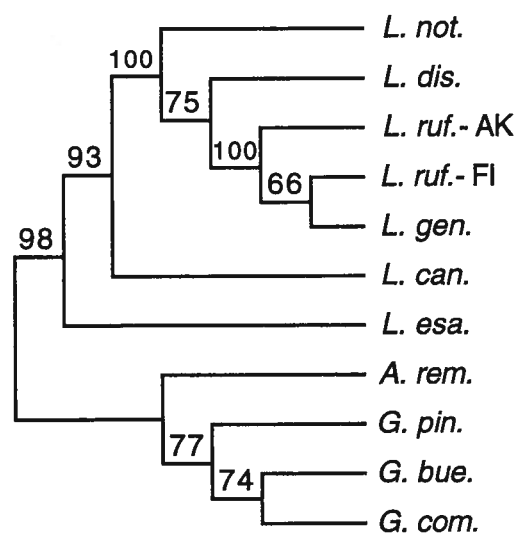 L. not.
100
L. dis.
75
L. ruf.- AK
100
L. ruf.- FI
93
66
L. gen.
98
L. can.
L. esa.
A. rem.
G. pin.
77
G. bue.
74
G. com.